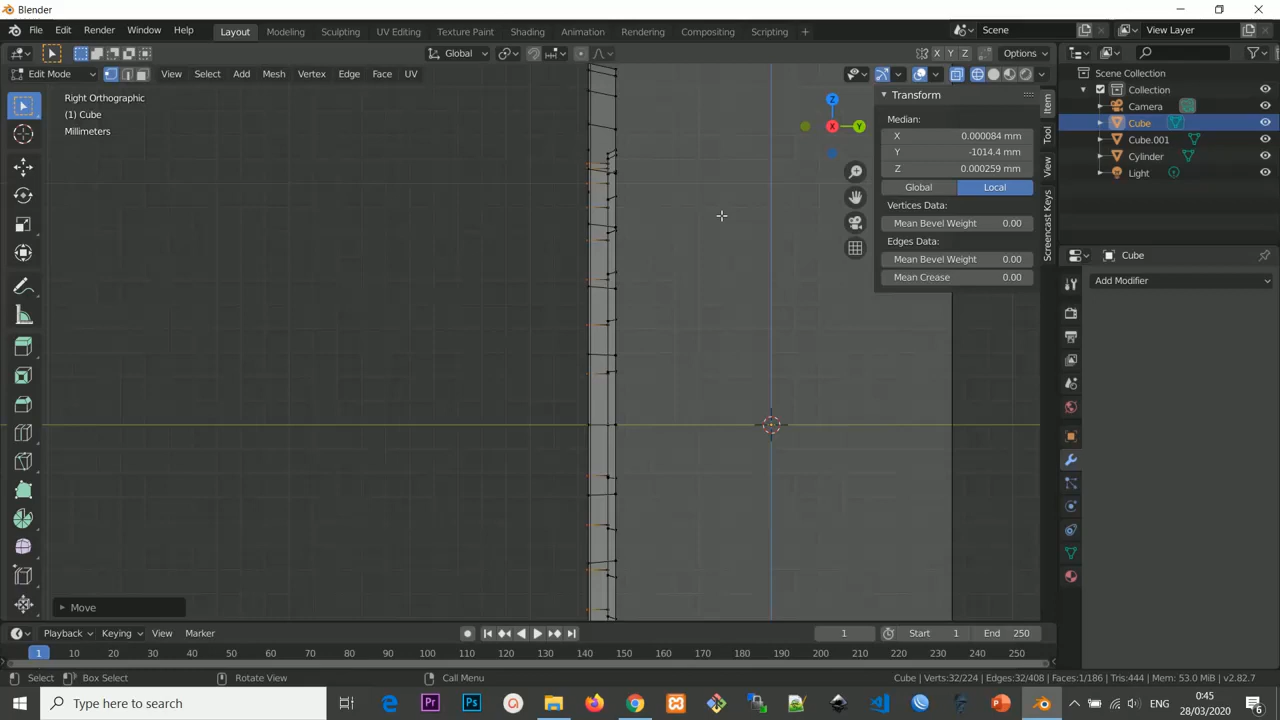 Blender
File Edit Render Window Help Layout Modeling Sculpting UV Editing Texture Paint Shading Animation Rendering Compositing Scripting + Scene View Layer
Global X Y Z Options
Edit Mode View Select Add Mesh Vertex Edge Face UV Scene Collection
Right Orthographic
(1) Cube
Millimeters
Transform
Median:
X 0.000084 mm
Y -1014.4 mm
Z 0.000259 mm
Global Local
Vertices Data:
Mean Bevel Weight 0.00
Edges Data:
Mean Bevel Weight 0.00
Mean Crease 0.00
Z
X
Y
Item
Tool
View
Screencast Keys
Collection
Camera
Cube
Cube.001
Cylinder
Light
Cube
Add Modifier
Move
Playback Keying View Marker 1 Start 1 End 250
1 10 20 30 40 50 60 70 80 90 100 110 120 130 140 150 160 170 180 190 200 210 220 230 240 250
Select Box Select Rotate View Call Menu Cube | Verts:32/224 | Edges:32/408 | Faces:1/186 | Tris:444 | Mem: 53.0 MiB | v2.82.7
Type here to search ENG 0:45
28/03/2020 6